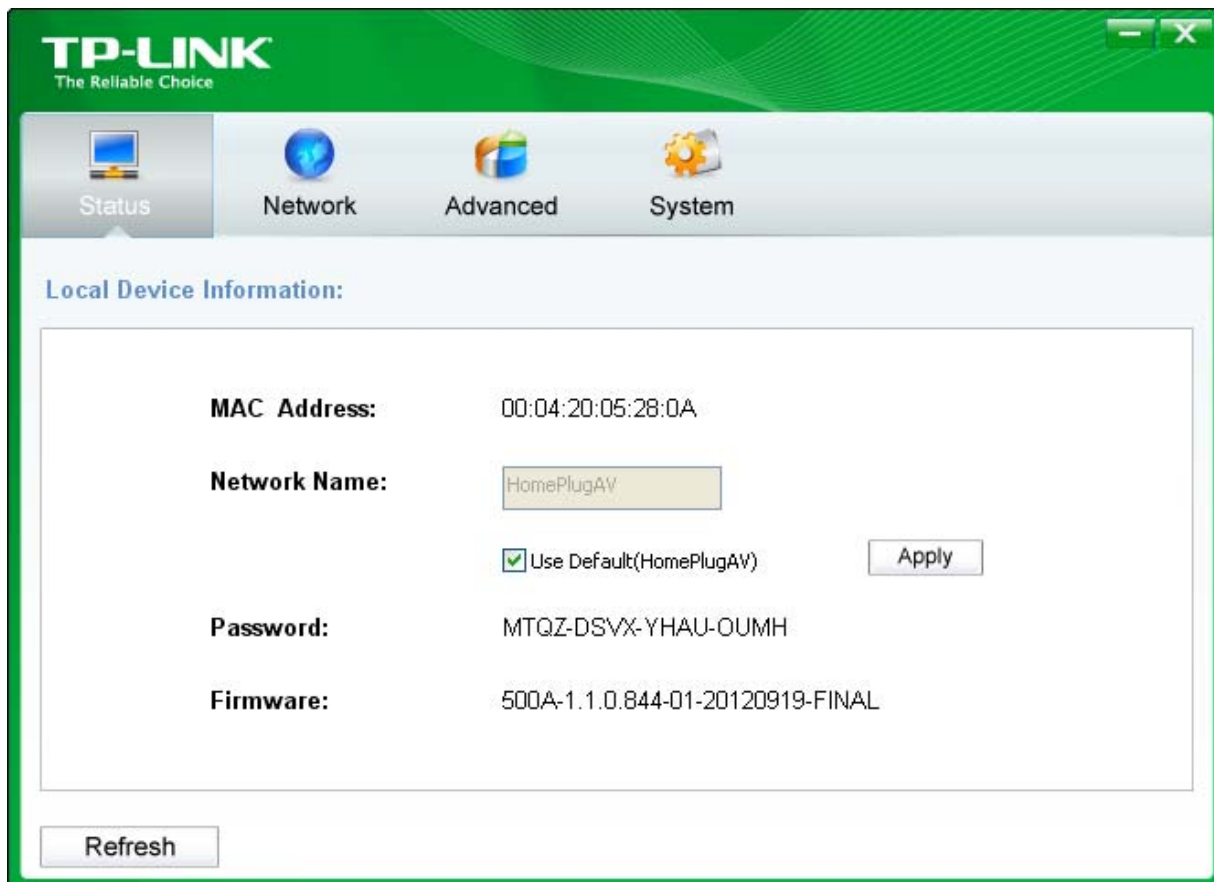 TP-LINK
The Reliable Choice
Status Network Advanced System
Local Device Information:
MAC Address: 00:04:20:05:28:0A
Network Name: HomePlugAV
Use Default(HomePlugAV) Apply
Password: MTQZ-DSVX-YHAU-OUMH
Firmware: 500A-1.1.0.844-01-20120919-FINAL
Refresh